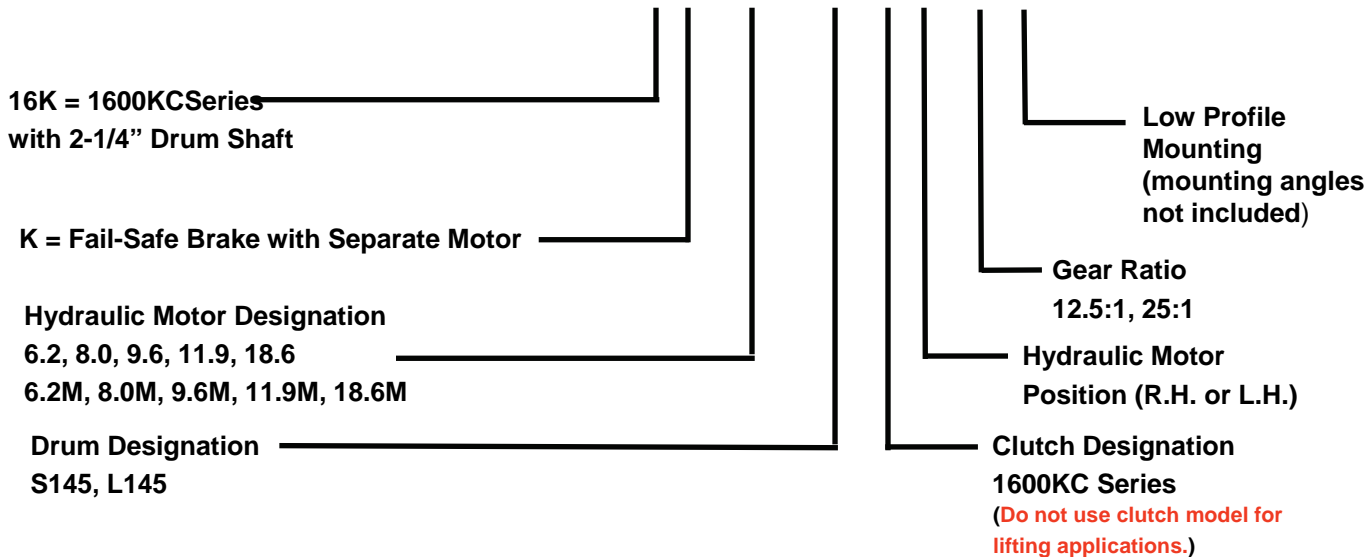 16K = 1600KCSeries
with 2-1/4” Drum Shaft
K = Fail-Safe Brake with Separate Motor
Hydraulic Motor Designation
6.2, 8.0, 9.6, 11.9, 18.6
6.2M, 8.0M, 9.6M, 11.9M, 18.6M
Drum Designation
S145, L145
Low Profile
Mounting
(mounting angles
not included)
Gear Ratio
12.5:1, 25:1
Hydraulic Motor
Position (R.H. or L.H.)
Clutch Designation
1600KC Series
(Do not use clutch model for
lifting applications.)